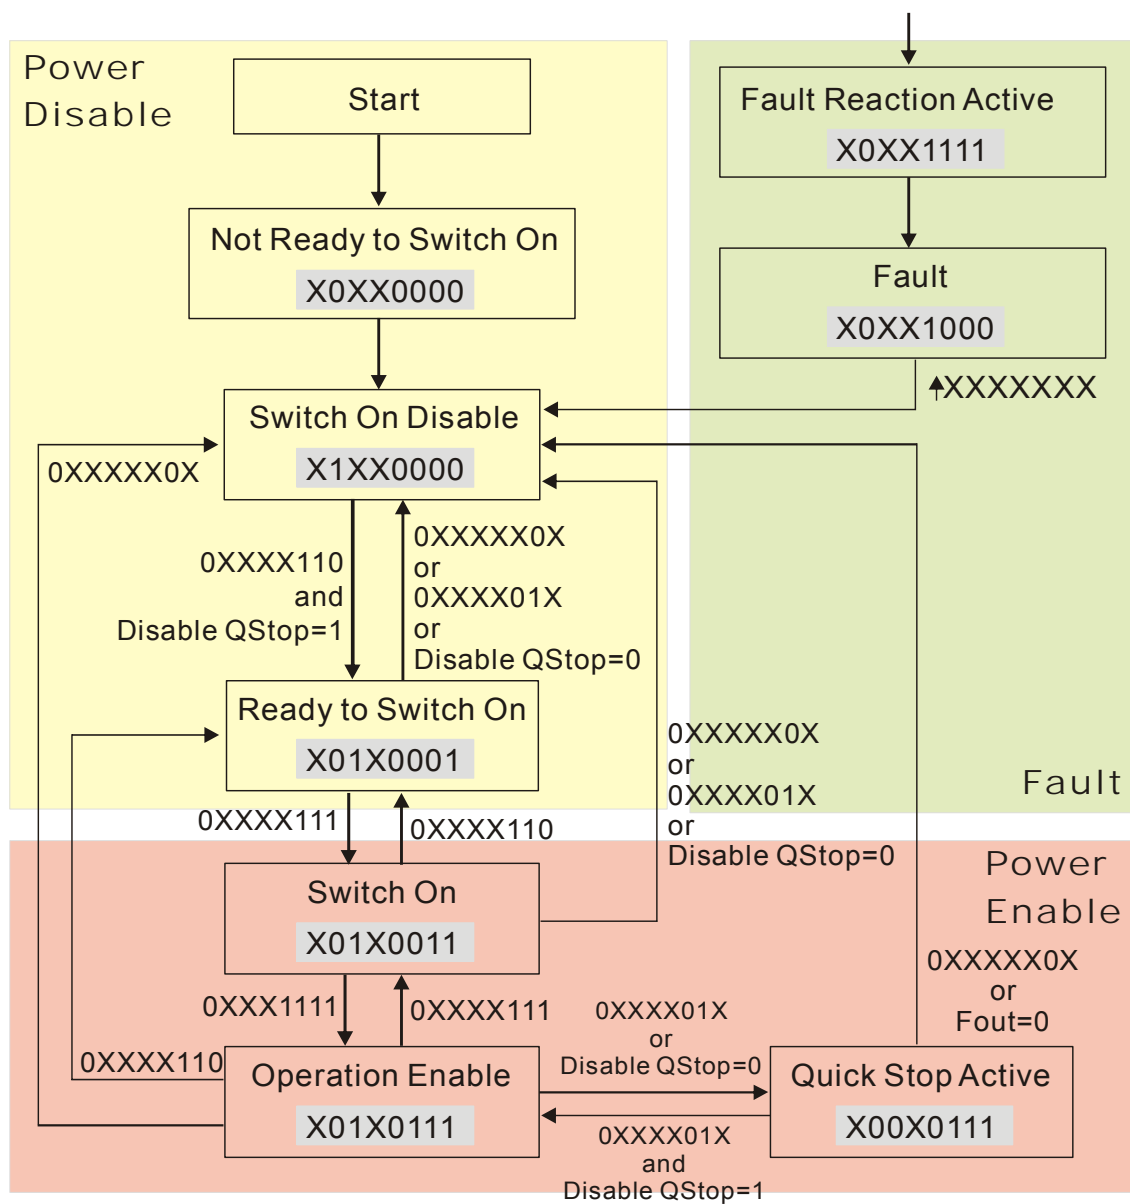 Power
Disable
Start
Not Ready to Switch On
X0XX0000
Switch On Disable
X1XX0000
0XXXXX0X
0XXXX110
and
Disable QStop=1
0XXXXX0X
or
0XXXX01X
or
Disable QStop=0
Ready to Switch On
X01X0001
0XXXX111
0XXXX110
Fault Reaction Active
X0XX1111
Fault
X0XX1000
XXXXXXX
Fault
0XXXXX0X
or
0XXXX01X
or
Disable QStop=0
Power
Enable
Switch On
X01X0011
0XXX1111
0XXXX111
0XXXX110
Operation Enable
X01X0111
0XXXX01X
or
Disable QStop=0
0XXXX01X
and
Disable QStop=1
0XXXXX0X
or
Fout=0
Quick Stop Active
X00X0111